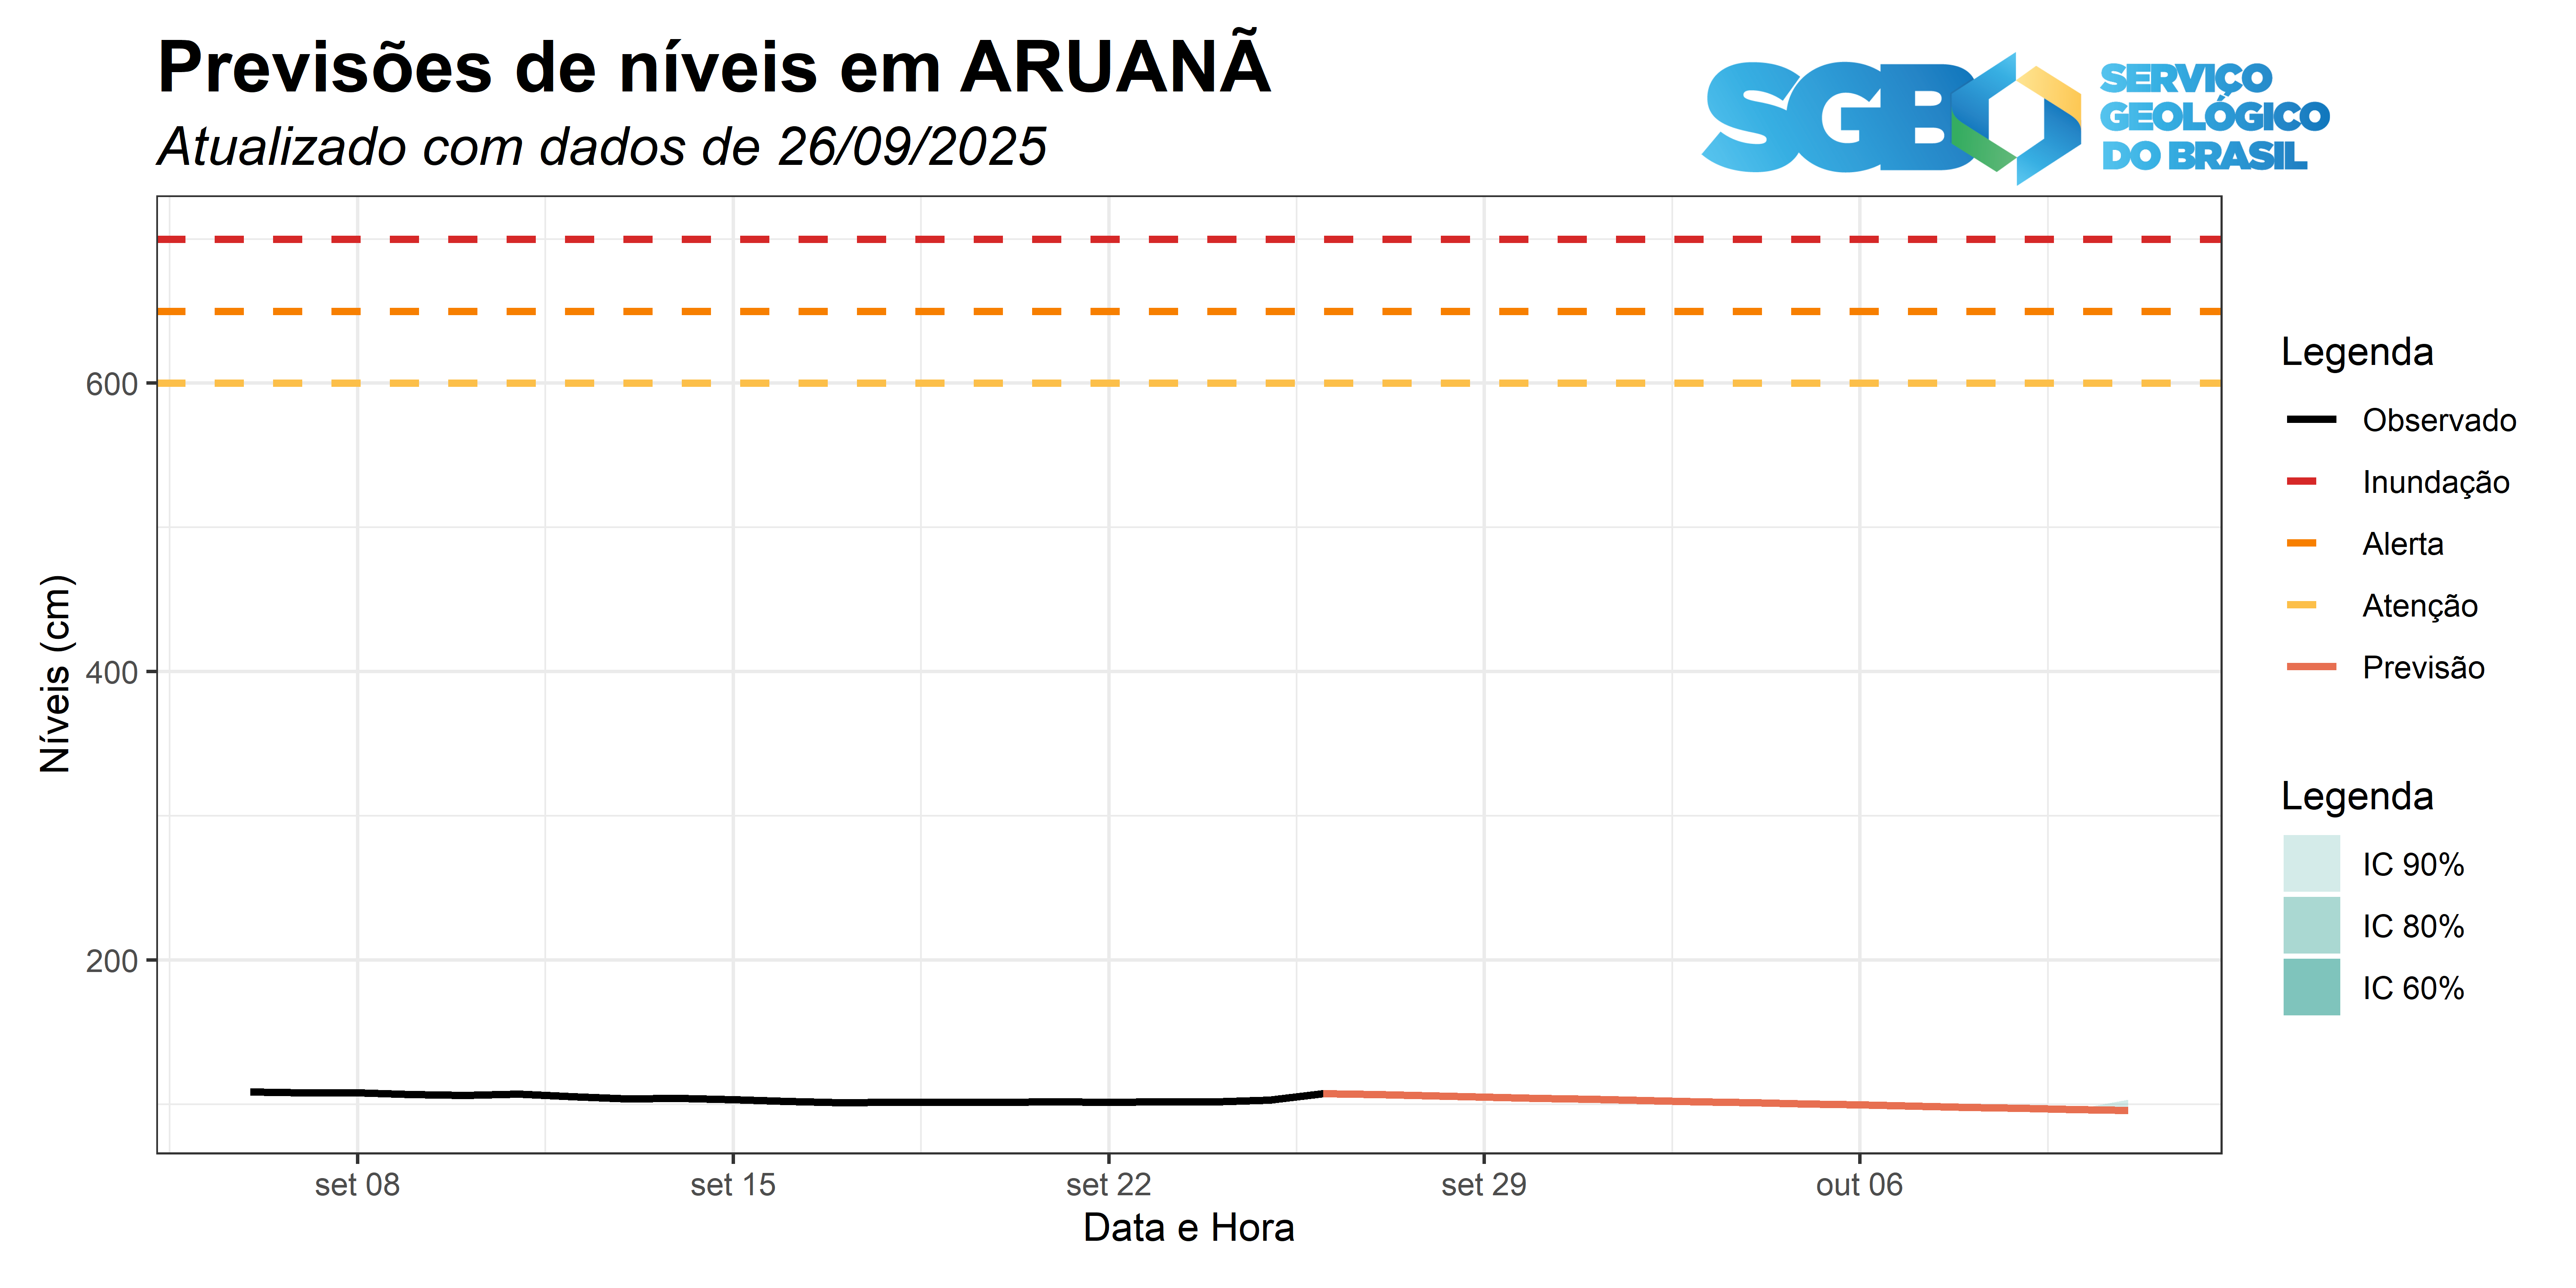 Previsões de níveis em ARUANÃ
Atualizado com dados de 26/09/2025
SGB
SERVIÇO
GEOLÓGICO
DO BRASIL
Níveis (cm)
600
400
200
set 08
set 15
set 22
set 29
out 06
Data e Hora
Legenda
Observado
Inundação
Alerta
Atenção
Previsão
Legenda
IC 90%
IC 80%
IC 60%